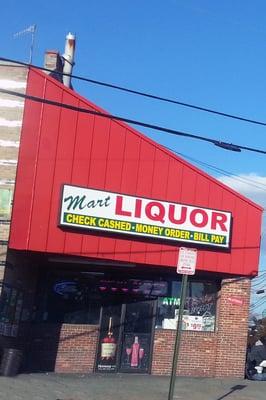 Mart LIQUOR
CHECK CASHED • MONEY ORDER • BILL PAY
ATM